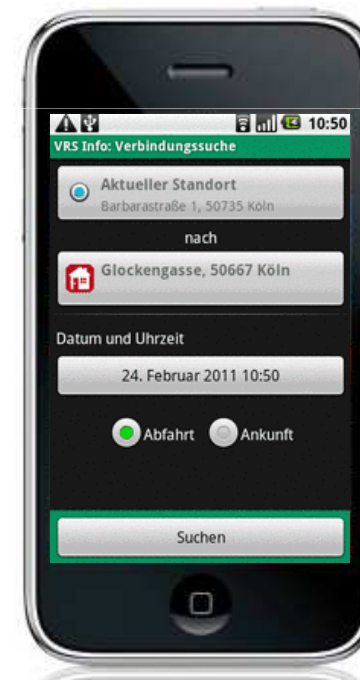 10:50
VRS Info: Verbindungssuche
Aktueller Standort
Barbarastraße 1, 50735 Köln
nach
Glockengasse, 50667 Köln
Datum und Uhrzeit
24. Februar 2011 10:50
Abfahrt Ankunft
Suchen